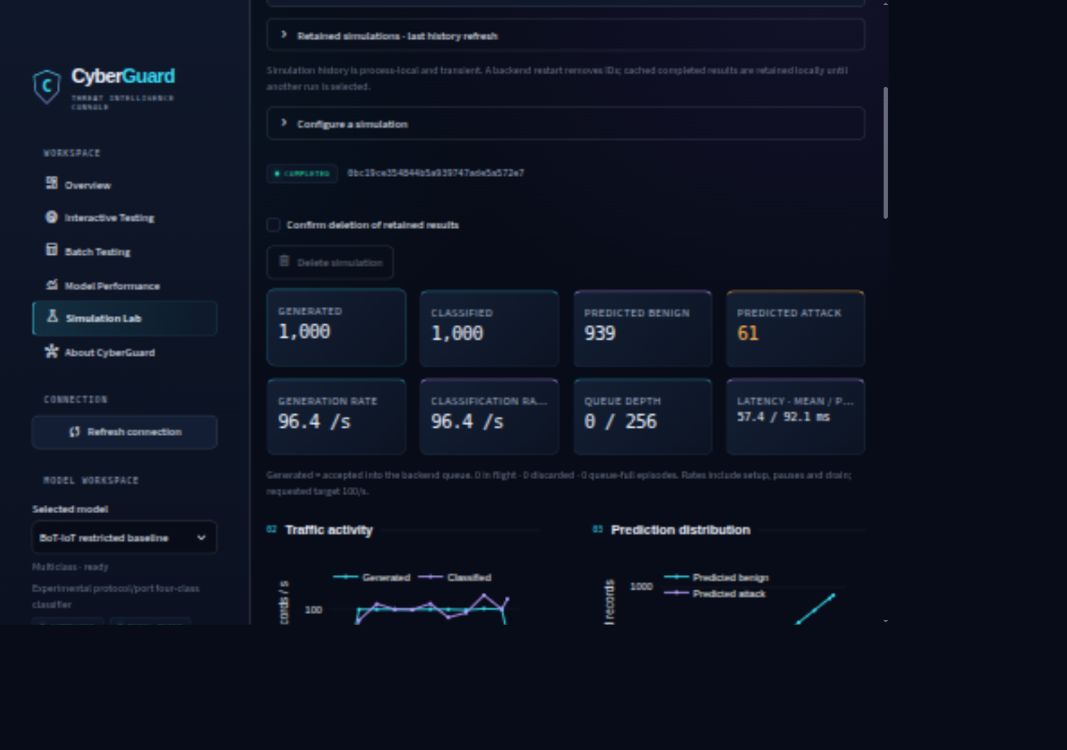 CyberGuard
THREAT INTELLIGENCE
CONSOLE
WORKSPACE
Overview
Interactive Testing
Batch Testing
Model Performance
Simulation Lab
About CyberGuard
CONNECTION
Refresh connection
MODEL WORKSPACE
Selected model
BoT-IoT restricted baseline
Multiclass · ready
Experimental protocol/port four-class
classifier
Retained simulations · last history refresh
Simulation history is process-local and transient. A backend restart removes IDs; cached completed results are retained locally until
another run is selected.
Configure a simulation
COMPLETED
Confirm deletion of retained results
Delete simulation
GENERATED
1,000
CLASSIFIED
1,000
PREDICTED BENIGN
939
PREDICTED ATTACK
61
GENERATION RATE
96.4 /s
CLASSIFICATION RA...
96.4 /s
QUEUE DEPTH
0 / 256
LATENCY · MEAN / P...
57.4 / 92.1 ms
Generated = accepted into the backend queue. 0 in flight · 0 discarded · 0 queue-full episodes. Rates include setup, pauses and drain;
requested target 100/s.
02 Traffic activity
Generated
Classified
100
03 Prediction distribution
Predicted benign
Predicted attack
1000
records